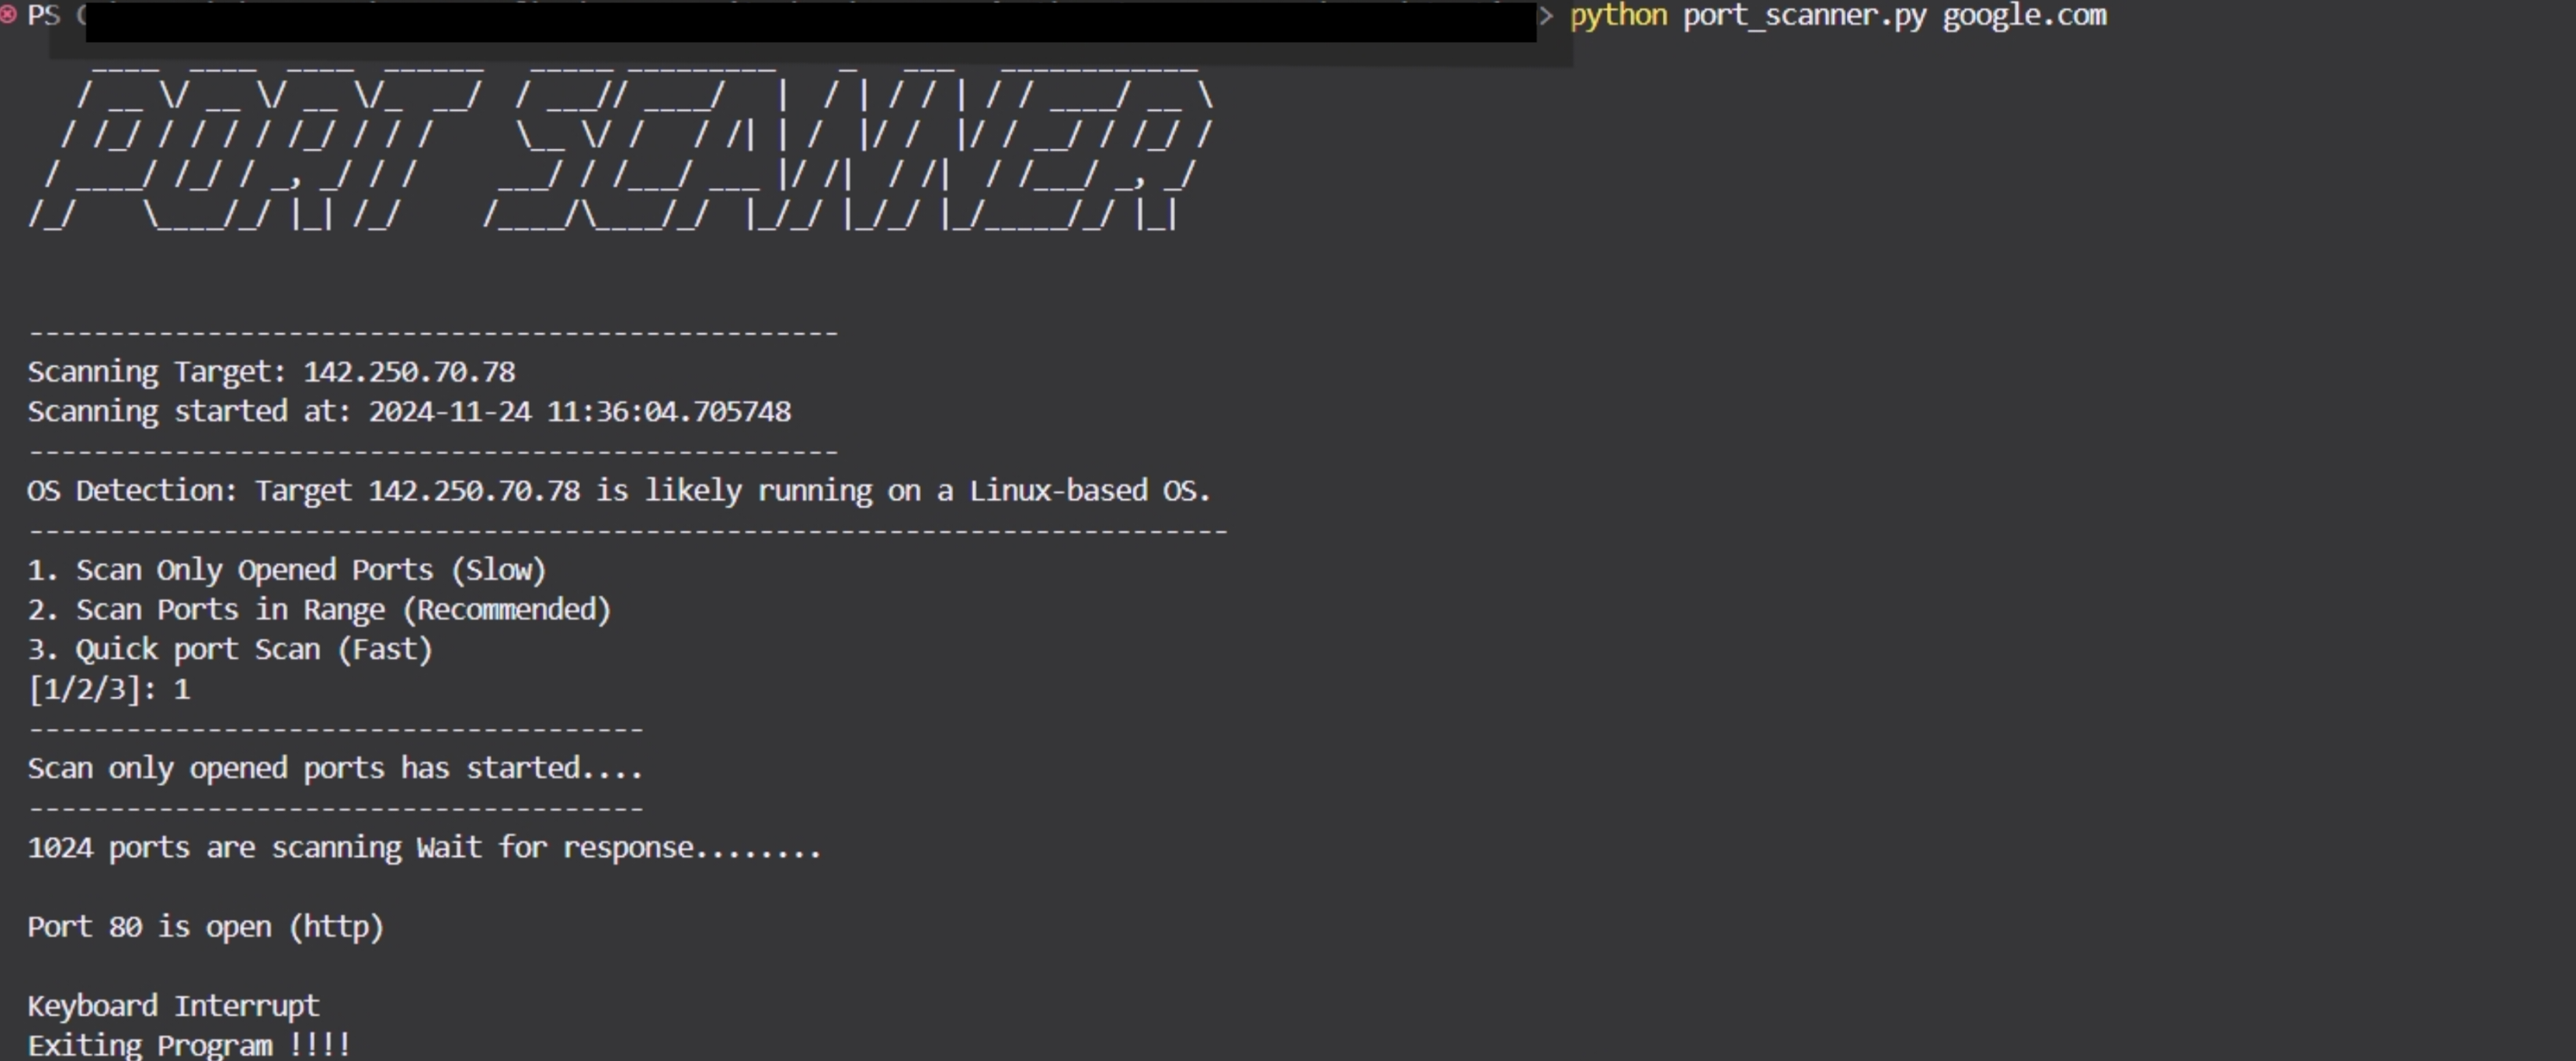 PS C > python port_scanner.py google.com
PORT SCANNER
--------------------------------------------------
Scanning Target: 142.250.70.78
Scanning started at: 2024-11-24 11:36:04.705748
--------------------------------------------------
OS Detection: Target 142.250.70.78 is likely running on a Linux-based OS.
--------------------------------------------------------------------------
1. Scan Only Opened Ports (Slow)
2. Scan Ports in Range (Recommended)
3. Quick port Scan (Fast)
[1/2/3]: 1
--------------------------------------
Scan only opened ports has started....
--------------------------------------
1024 ports are scanning Wait for response........
Port 80 is open (http)
Keyboard Interrupt
Exiting Program !!!!